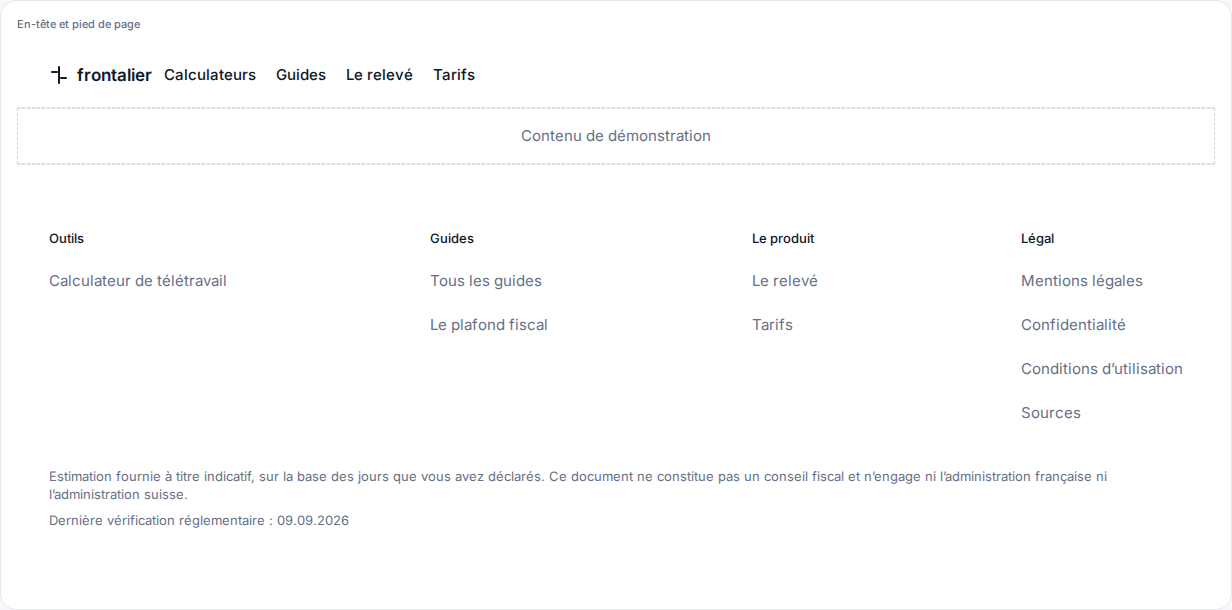 En-tête et pied de page
frontalier Calculateurs Guides Le relevé Tarifs
Contenu de démonstration
Outils
Calculateur de télétravail
Guides
Tous les guides
Le plafond fiscal
Le produit
Le relevé
Tarifs
Légal
Mentions légales
Confidentialité
Conditions d’utilisation
Sources
Estimation fournie à titre indicatif, sur la base des jours que vous avez déclarés. Ce document ne constitue pas un conseil fiscal et n’engage ni l’administration française ni
l’administration suisse.
Dernière vérification réglementaire : 09.09.2026